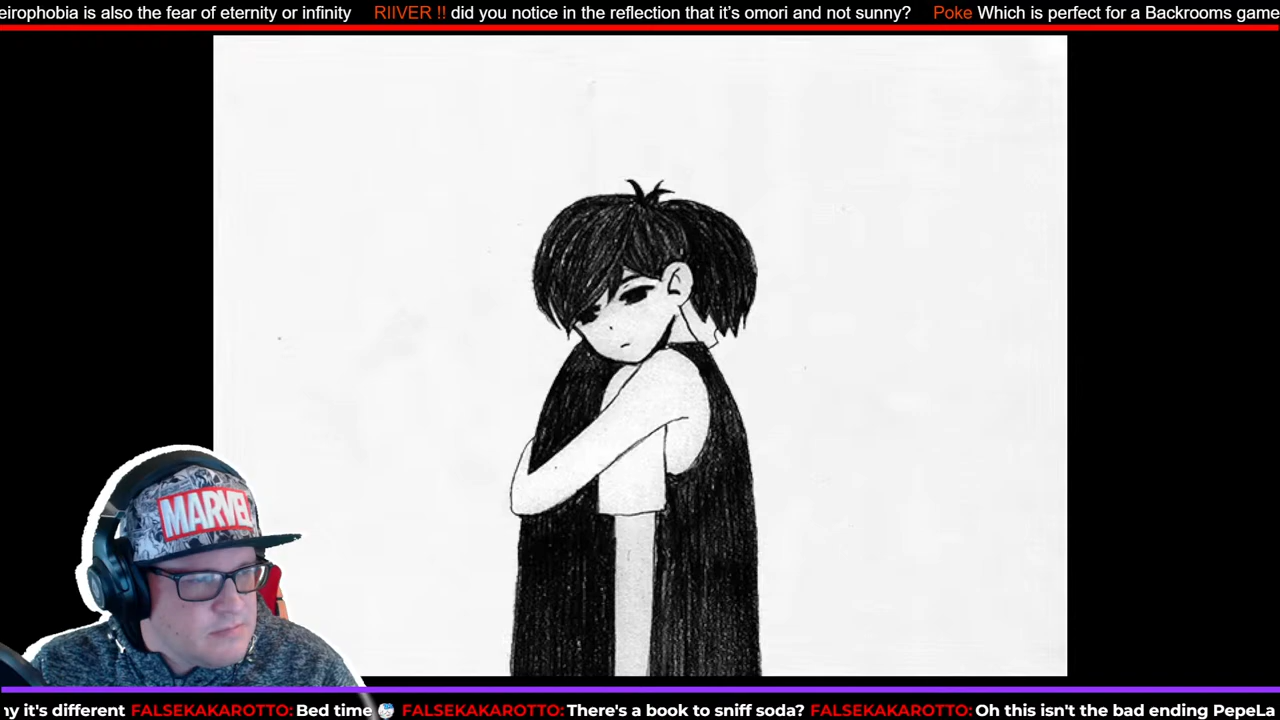 eirophobia is also the fear of eternity or infinity RIIVER !! did you notice in the reflection that it's omori and not sunny? Poke Which is perfect for a Backrooms game
MARVEL
ny it's different FALSEKAKAROTTO: Bed time FALSEKAKAROTTO: There's a book to sniff soda? FALSEKAKAROTTO: Oh this isn't the bad ending PepeLa